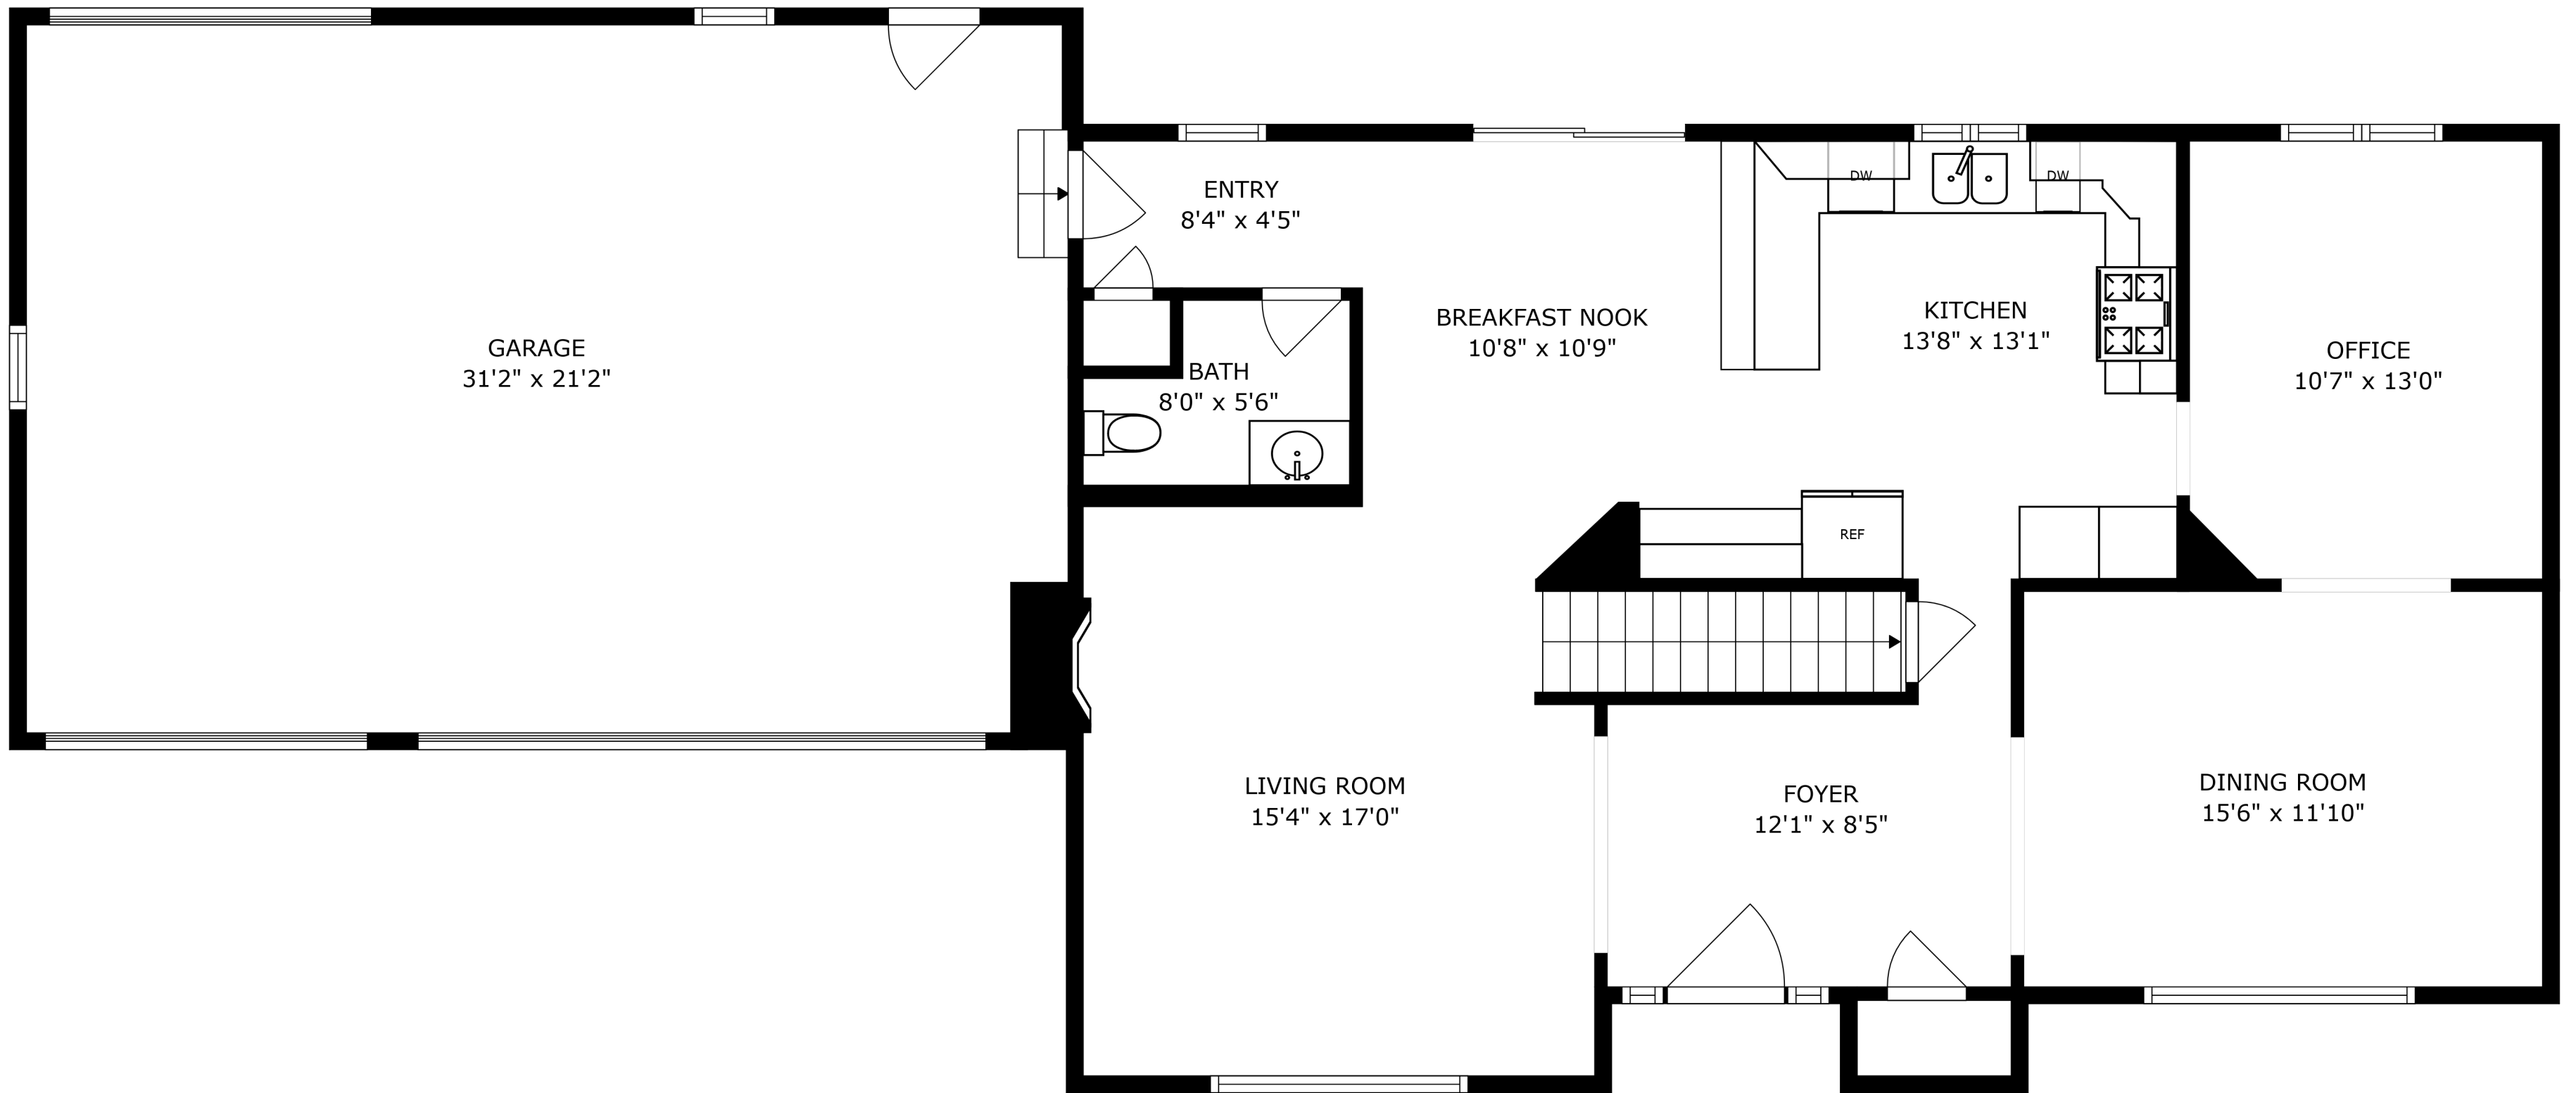 ENTRY
8'4" x 4'5"
DW
DW
BREAKFAST NOOK
10'8" x 10'9"
KITCHEN
13'8" x 13'1"
GARAGE
31'2" x 21'2"
OFFICE
10'7" x 13'0"
BATH
8'0" x 5'6"
REF
LIVING ROOM
15'4" x 17'0"
FOYER
12'1" x 8'5"
DINING ROOM
15'6" x 11'10"